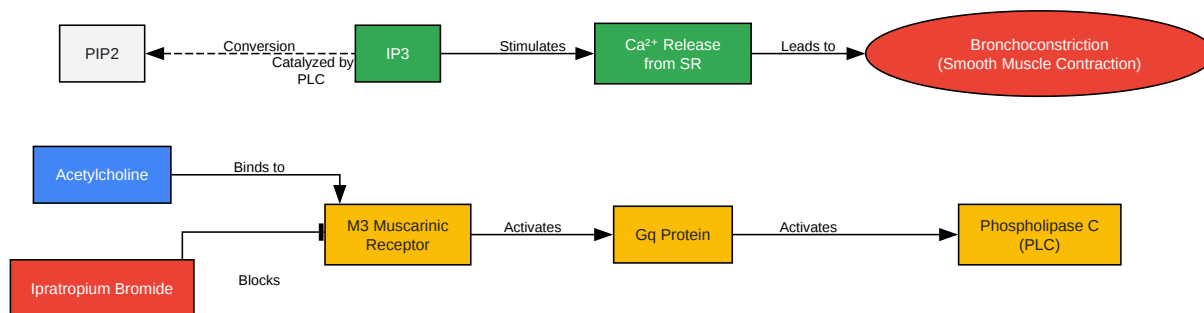 PIP2
Conversion
Catalyzed by
PLC
IP3
Stimulates
Ca²⁺ Release
from SR
Leads to
Bronchoconstriction
(Smooth Muscle Contraction)
Acetylcholine
Binds to
M3 Muscarinic
Receptor
Activates
Gq Protein
Activates
Phospholipase C
(PLC)
Ipratropium Bromide
Blocks